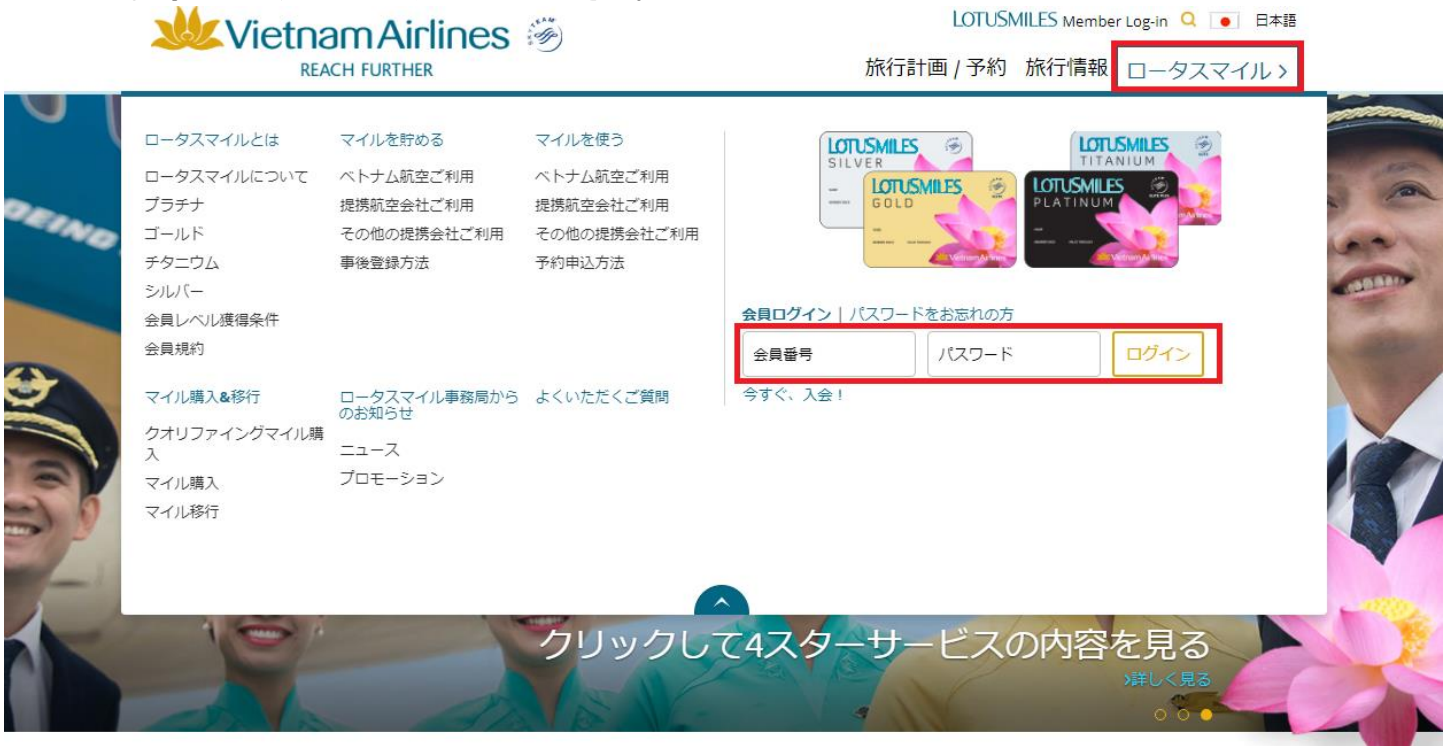 Vietnam Airlines
REACH FURTHER
LOTUSMILES Member Log-in
日本語
旅行計画 / 予約 旅行情報 ロータスマイル >
ロータスマイルとは
ロータスマイルについて
プラチナ
ゴールド
チタニウム
シルバー
会員レベル獲得条件
会員規約
マイルを貯める
ベトナム航空ご利用
提携航空会社ご利用
その他の提携会社ご利用
事後登録方法
マイルを使う
ベトナム航空ご利用
提携航空会社ご利用
その他の提携会社ご利用
予約申込方法
マイル購入&移行
クオリファイングマイル購
入
マイル購入
マイル移行
ロータスマイル事務局から
のお知らせ
ニュース
プロモーション
よくいただくご質問
LOTUSMILES
SILVER
LOTUSMILES
GOLD
LOTUSMILES
TITANIUM
LOTUSMILES
PLATINUM
会員ログイン | パスワードをお忘れの方
会員番号 パスワード ログイン
今すぐ、入会！
BOEING
クリックして4スターサービスの内容を見る
›詳しく見る